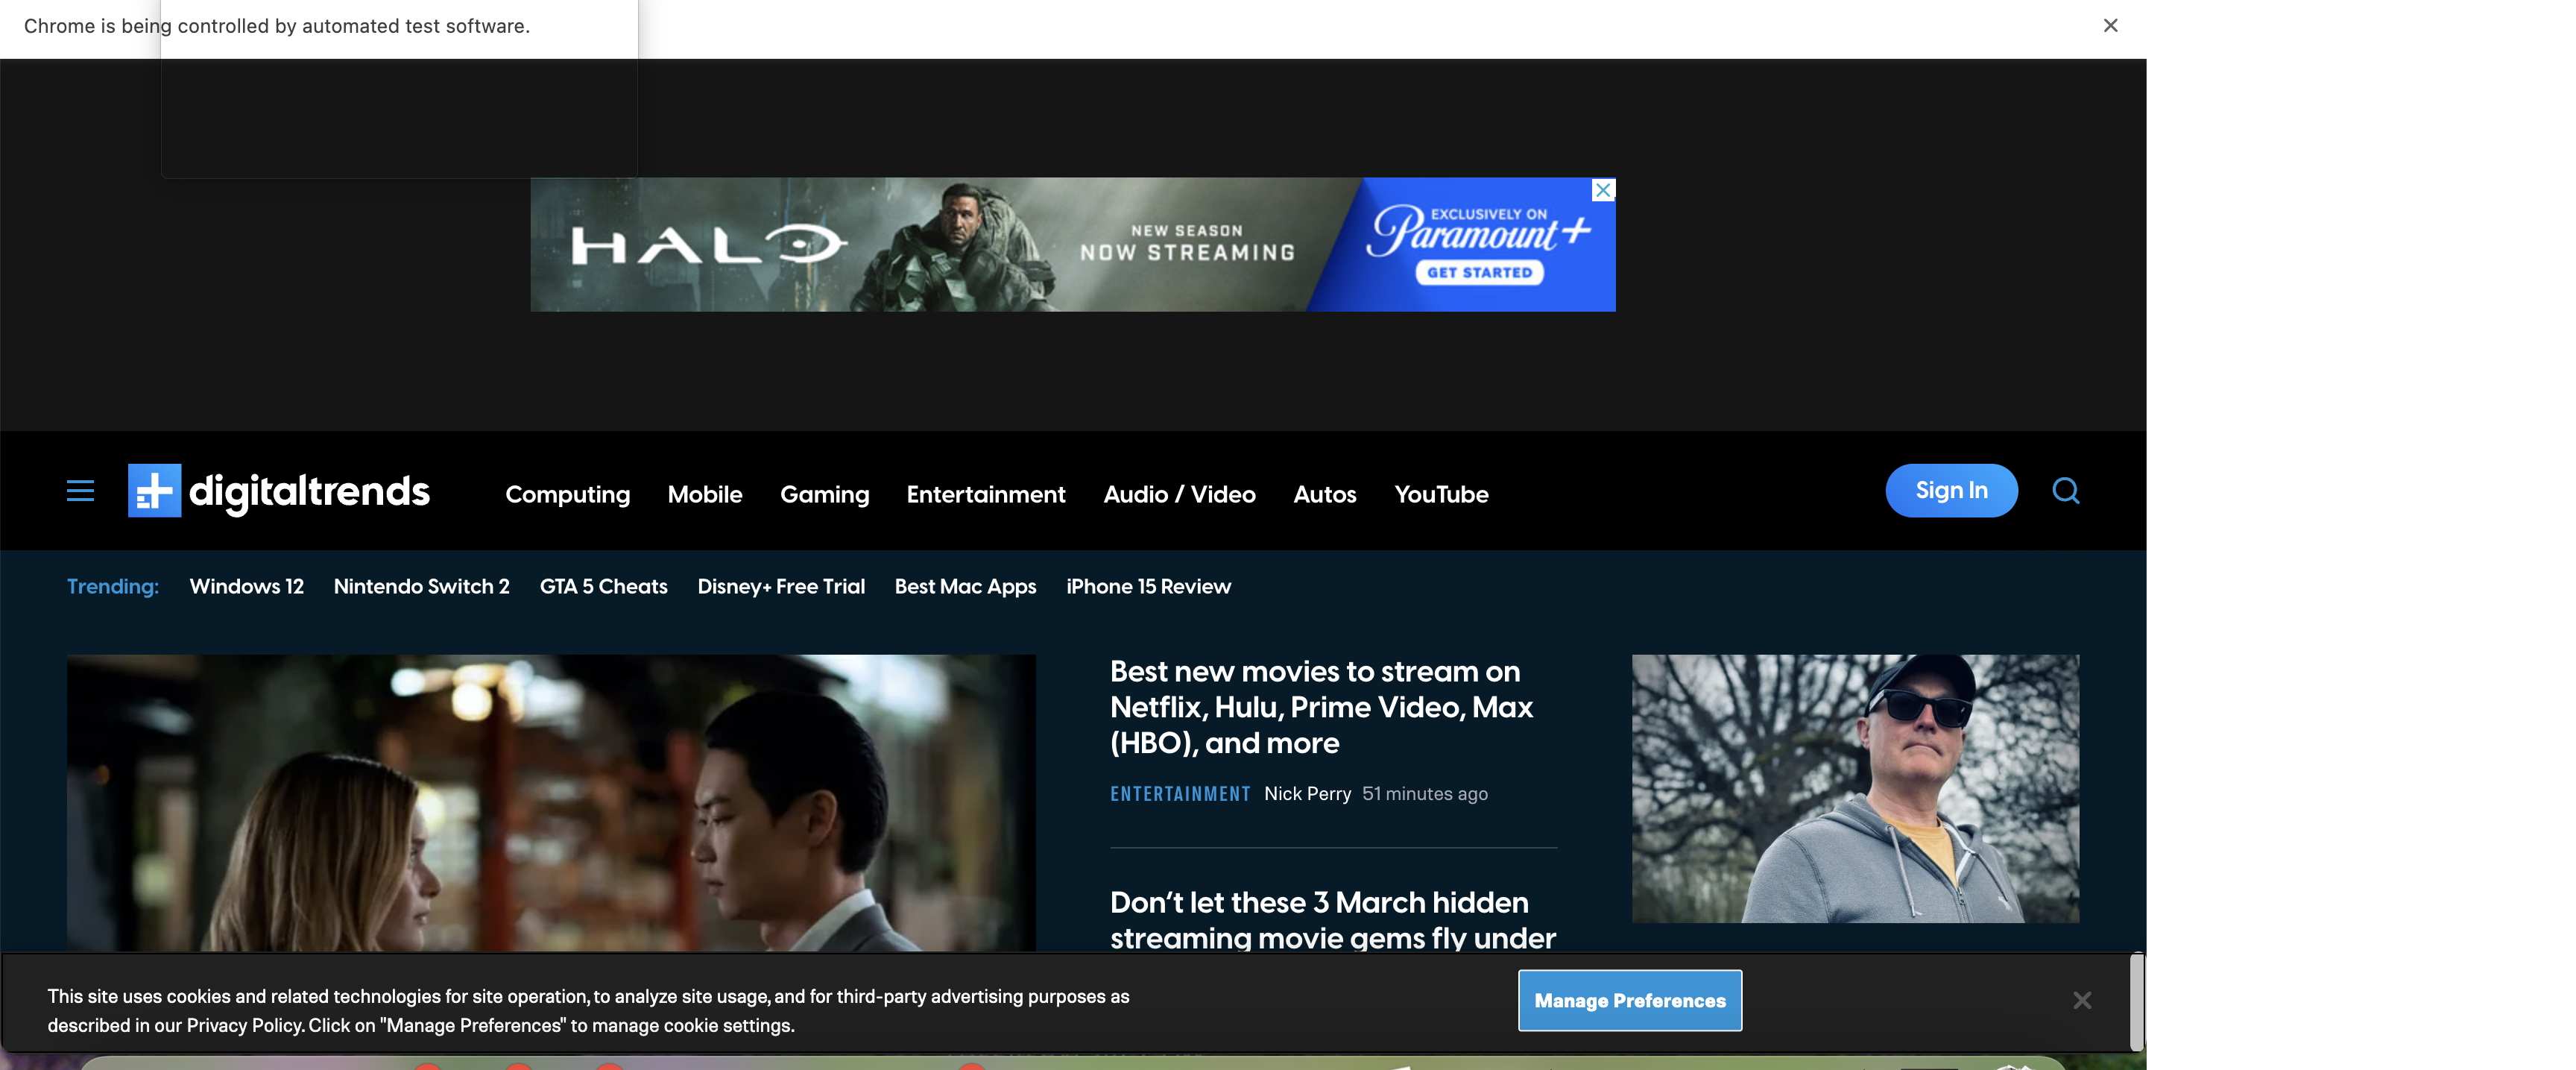 Chrome is being controlled by automated test software.
HALO
NEW SEASON
NOW STREAMING
EXCLUSIVELY ON
Paramount+
GET STARTED
digitaltrends
Computing Mobile Gaming Entertainment Audio / Video Autos YouTube
Sign In
Trending: Windows 12 Nintendo Switch 2 GTA 5 Cheats Disney+ Free Trial Best Mac Apps iPhone 15 Review
Best new movies to stream on
Netflix, Hulu, Prime Video, Max
(HBO), and more
ENTERTAINMENT Nick Perry 51 minutes ago
Don’t let these 3 March hidden
streaming movie gems fly under
This site uses cookies and related technologies for site operation, to analyze site usage, and for third-party advertising purposes as
described in our Privacy Policy. Click on "Manage Preferences" to manage cookie settings.
Manage Preferences